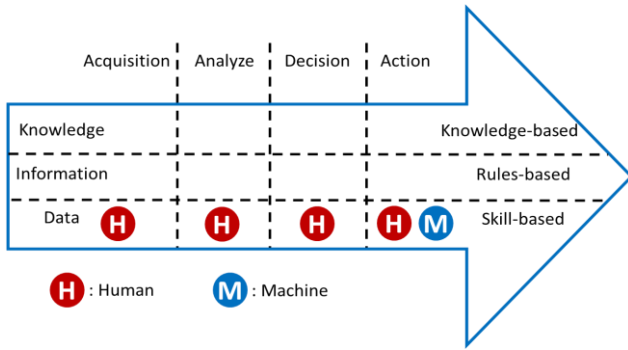 Acquisition Analyze Decision Action
Knowledge Knowledge-based
Information Rules-based
Data H H H H M Skill-based
H : Human M : Machine